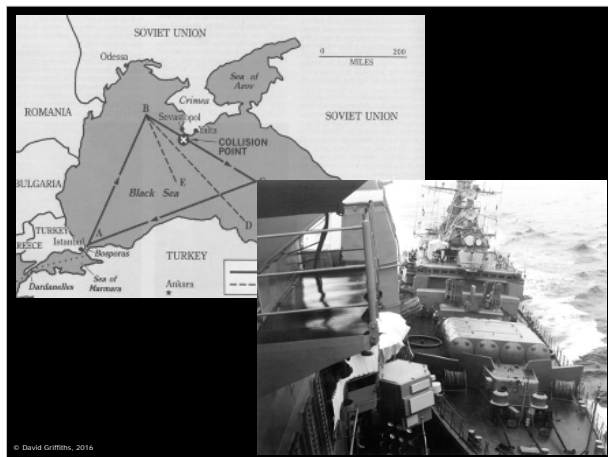 SOVIET UNION
Odessa
0 200
MILES
Sea of
Azov
Crimea
ROMANIA
B
Sevastopol
Yalta
SOVIET UNION
COLLISION
POINT
BULGARIA
E
Black Sea
D
TURKEY
A
Istanbul
GREECE
Bosporus
TURKEY
Sea of
Marmara
Dardanelles
Ankara
© David Griffiths, 2016